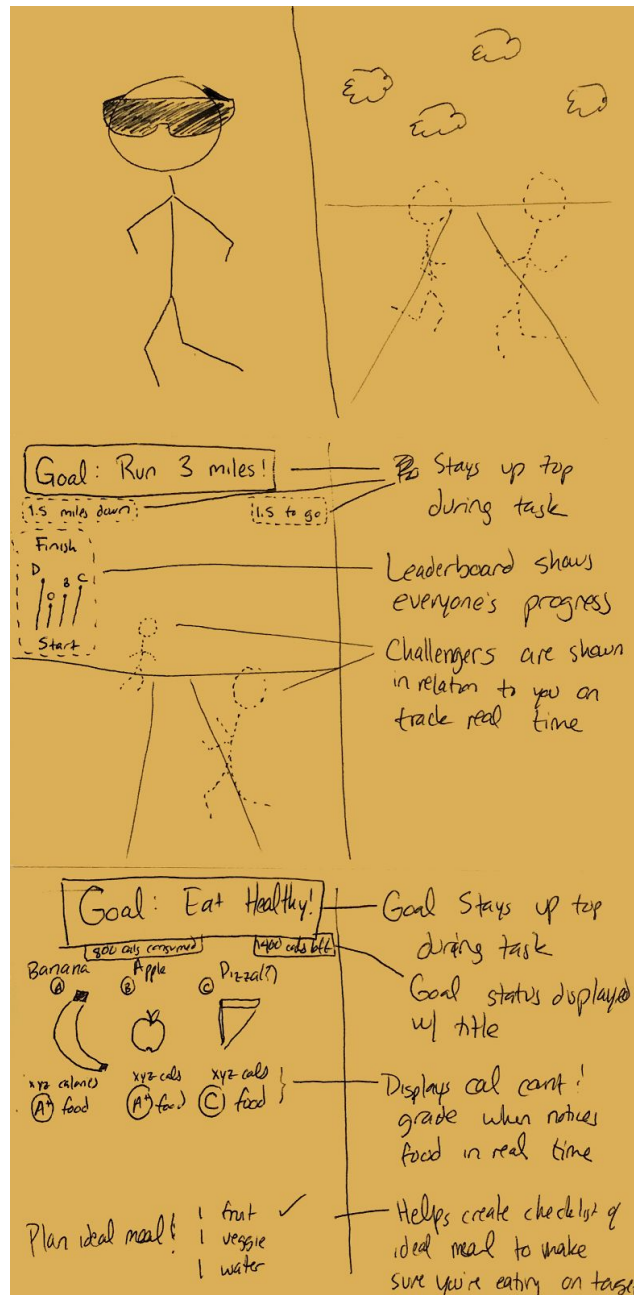 Goal: Run 3 miles!
Stays up top
during task
1.5 miles down
1.5 to go
Finish
D O B C
Start
Leaderboard shows
everyone's progress
Challengers are shown
in relation to you on
track real time
Goal: Eat Healthy!
Goal Stays up top
during task
800 cals consumed
1400 cals left
Goal status displayed
w/ title
Banana
A
Apple
B
Pizza(?)
C
xyz calories
A+ food
xyz cals
A+ food
xyz cals
C food
Displays cal count &
grade when notices
food in real time
Plan ideal meal:
1 fruit ✓
1 veggie
1 water
Helps create checklist of
ideal meal to make
sure you're eating on